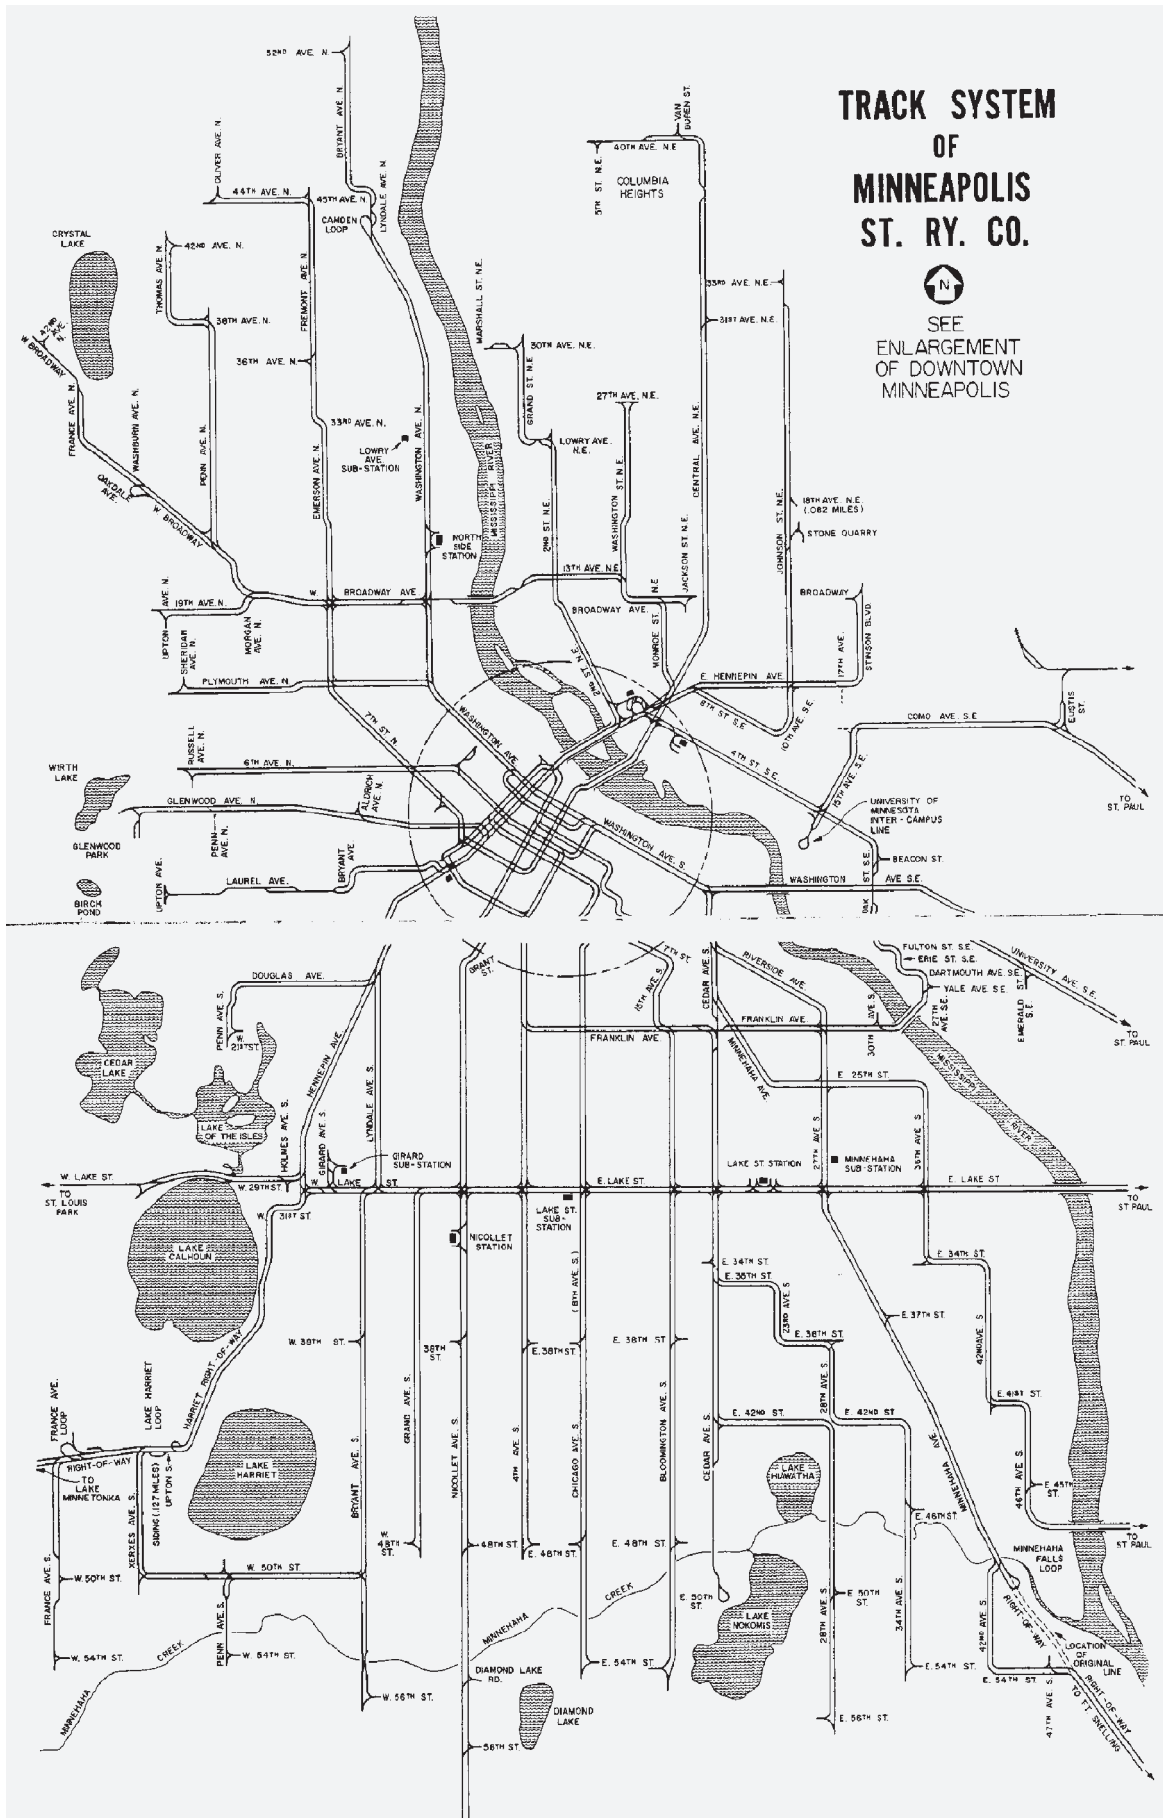 TRACK SYSTEM
OF
MINNEAPOLIS
ST. RY. CO.
N
SEE
ENLARGEMENT
OF DOWNTOWN
MINNEAPOLIS
52ND AVE. N.
BRYANT AVE. N.
LYNDALE AVE. N.
OLIVER AVE. N.
44TH AVE. N.
45TH AVE. N.
CAMDEN
LOOP
CRYSTAL
LAKE
42ND AVE. N.
THOMAS AVE. N.
38TH AVE. N.
FREMONT AVE. N.
36TH AVE. N.
42ND
AVE.
N.
W. BROADWAY
FRANCE AVE. N.
WASHBURN AVE. N.
OAKDALE
AVE.
W. BROADWAY
PENN AVE. N.
33RD AVE. N.
EMERSON AVE. N.
LOWRY
AVE.
SUB-STATION
WASHINGTON AVE. N.
NORTH
SIDE
STATION
MISSISSIPPI RIVER
VAN
BUREN ST.
40TH AVE. N.E.
5TH ST. N.E.
COLUMBIA
HEIGHTS
MARSHALL ST. N.E.
30TH AVE. N.E.
GRAND ST. N.E.
27TH AVE. N.E.
LOWRY AVE.
N.E.
2ND ST. N.E.
WASHINGTON ST. N.E.
CENTRAL AVE. N.E.
JACKSON ST. N.E.
33RD AVE. N.E.
31ST AVE. N.E.
JOHNSON ST. N.E.
18TH AVE. N.E.
(.082 MILES)
STONE QUARRY
13TH AVE. N.E.
BROADWAY AVE.
MONROE ST. N.E.
BROADWAY
STINSON BLVD.
17TH AVE.
E. HENNEPIN AVE.
W. BROADWAY AVE
UPTON AVE. N.
19TH AVE. N.
MORGAN
AVE. N.
SHERIDAN
AVE. N.
PLYMOUTH AVE. N.
7TH ST. N.
WASHINGTON AVE.
2ND ST. N.E.
8TH ST. S.E.
10TH AVE. S.E.
4TH ST. S.E.
15TH AVE. S.E.
COMO AVE. S.E.
EUSTIS
ST.
TO
ST. PAUL
UNIVERSITY OF
MINNESOTA
INTER-CAMPUS
LINE
BEACON ST.
OAK ST. S.E.
WASHINGTON AVE S.E.
WASHINGTON AVE. S.
RUSSELL
AVE. N.
6TH AVE. N.
WIRTH
LAKE
GLENWOOD AVE. N.
ALDRICH
AVE. N.
PENN
AVE. N.
GLENWOOD
PARK
BIRCH
POND
UPTON AVE.
LAUREL AVE.
BRYANT
AVE.
DOUGLAS AVE.
PENN AVE. S.
W.
21ST ST.
CEDAR
LAKE
LAKE
OF THE ISLES
HENNEPIN AVE.
HOLMES AVE. S.
GIRARD AVE. S.
LYNDALE AVE. S.
GIRARD
SUB-STATION
GRANT
ST.
7TH ST.
15TH AVE. S.
CEDAR AVE. S.
RIVERSIDE AVE.
FRANKLIN AVE.
FRANKLIN AVE.
MINNEHAHA AVE.
30TH AVE. S.
FULTON ST. S.E.
ERIE ST. S.E.
DARTMOUTH AVE. S.E.
YALE AVE. S.E.
27TH
AVE. S.E.
EMERALD ST.
S.E.
UNIVERSITY AVE. S.E.
TO
ST. PAUL
MISSISSIPPI
RIVER
E. 25TH ST.
27TH AVE. S.
36TH AVE. S.
MINNEHAHA
SUB-STATION
LAKE ST. STATION
W. LAKE ST.
TO
ST. LOUIS
PARK
W. 29TH ST.
W. LAKE ST.
E. LAKE ST.
E. LAKE ST
TO
ST PAUL
W. 31ST ST.
LAKE
CALHOUN
LAKE ST.
SUB-
STATION
NICOLLET
STATION
(8TH AVE. S.)
E. 34TH ST.
E. 35TH ST.
23RD AVE. S.
E. 38TH ST.
E. 34TH ST.
E. 37TH ST.
42ND AVE. S.
W. 38TH ST.
38TH
ST.
E. 38TH ST.
E. 38TH ST.
HARRIET RIGHT-OF-WAY
FRANCE AVE.
LOOP
LAKE HARRIET
LOOP
RIGHT-OF-WAY
TO
LAKE
MINNETONKA
XERXES AVE. S.
SIDING (.127 MILES)
UPTON S.
LAKE
HARRIET
BRYANT AVE. S.
GRAND AVE. S.
NICOLLET AVE. S.
4TH AVE. S.
CHICAGO AVE. S.
BLOOMINGTON AVE. S.
CEDAR AVE. S.
E. 42ND ST.
28TH AVE. S.
E. 42ND ST.
MINNEHAHA AVE.
E. 41ST ST.
46TH AVE. S.
E. 45TH
ST.
TO
ST PAUL
LAKE
HIAWATHA
E. 46TH ST.
W.
48TH
ST.
48TH ST.
E. 48TH ST.
E. 48TH ST.
FRANCE AVE. S.
W. 50TH ST.
W. 50TH ST.
PENN AVE. S.
W. 54TH ST.
W. 54TH ST.
MINNEHAHA
CREEK
MINNEHAHA
CREEK
E. 50TH
ST.
LAKE
NOKOMIS
28TH AVE. S.
E. 50TH
ST.
34TH AVE. S.
MINNEHAHA
FALLS
LOOP
RIGHT-OF-WAY
LOCATION
OF
ORIGINAL
LINE
42ND AVE. S.
E. 54TH ST.
E. 54TH ST.
47TH AVE. S.
RIGHT-OF-WAY
TO FT. SNELLING
E. 54TH ST.
W. 56TH ST.
DIAMOND LAKE
RD.
DIAMOND
LAKE
58TH ST.
E. 56TH ST.